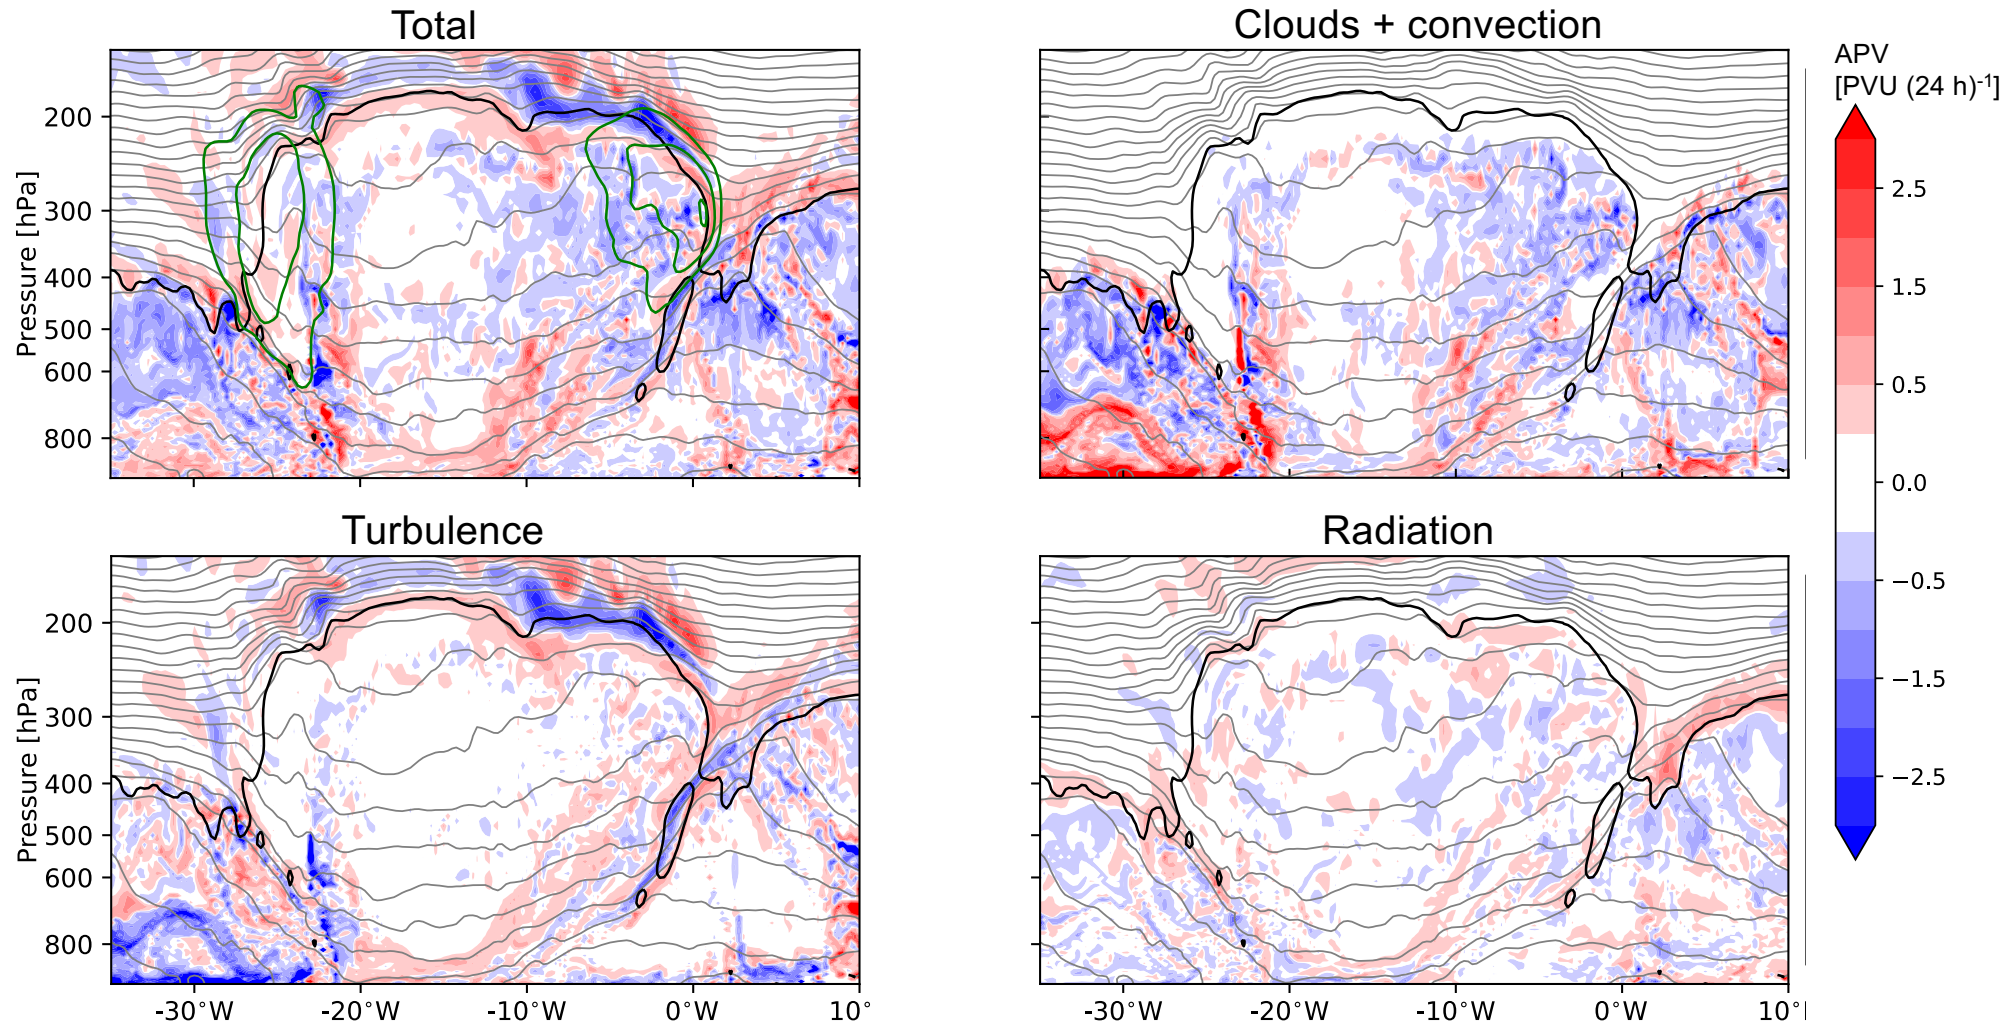 Total
Clouds + convection
APV
[PVU (24 h)-1]
Pressure [hPa]
200
300
400
500
600
800
2.5
1.5
0.5
0.0
−0.5
−1.5
−2.5
Turbulence
Radiation
Pressure [hPa]
200
300
400
500
600
800
-30°W
-20°W
-10°W
0°W
10°
-30°W
-20°W
-10°W
0°W
10°